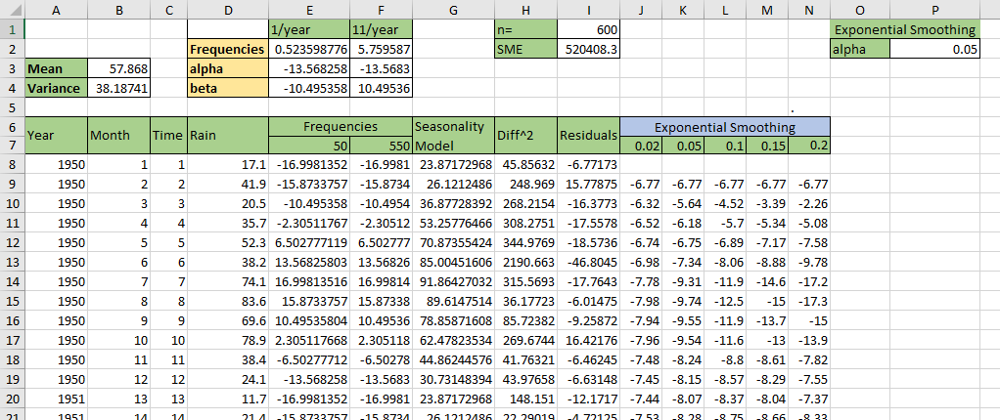 A B C D E F G H I J K L M N O P
1 1/year 11/year n= 600 Exponential Smoothing
2 Frequencies 0.523598776 5.759587 SME 520408.3 alpha 0.05
3 Mean 57.868 alpha -13.568258 -13.5683
4 Variance 38.18741 beta -10.495358 10.49536
5 .
6 Year Month Time Rain Frequencies Seasonality Model Diff^2 Residuals Exponential Smoothing
7 50 550 0.02 0.05 0.1 0.15 0.2
8 1950 1 1 17.1 -16.9981352 -16.9981 23.87172968 45.85632 -6.77173
9 1950 2 2 41.9 -15.8733757 -15.8734 26.1212486 248.969 15.77875 -6.77 -6.77 -6.77 -6.77 -6.77
10 1950 3 3 20.5 -10.495358 -10.4954 36.87728392 268.2154 -16.3773 -6.32 -5.64 -4.52 -3.39 -2.26
11 1950 4 4 35.7 -2.30511767 -2.30512 53.25776466 308.2751 -17.5578 -6.52 -6.18 -5.7 -5.34 -5.08
12 1950 5 5 52.3 6.502777119 6.502777 70.87355424 344.9769 -18.5736 -6.74 -6.75 -6.89 -7.17 -7.58
13 1950 6 6 38.2 13.56825803 13.56826 85.00451606 2190.663 -46.8045 -6.98 -7.34 -8.06 -8.88 -9.78
14 1950 7 7 74.1 16.99813516 16.99814 91.86427032 315.5693 -17.7643 -7.78 -9.31 -11.9 -14.6 -17.2
15 1950 8 8 83.6 15.8733757 15.87338 89.6147514 36.17723 -6.01475 -7.98 -9.74 -12.5 -15 -17.3
16 1950 9 9 69.6 10.49535804 10.49536 78.85871608 85.72382 -9.25872 -7.94 -9.55 -11.9 -13.7 -15
17 1950 10 10 78.9 2.305117668 2.305118 62.47823534 269.6744 16.42176 -7.96 -9.54 -11.6 -13 -13.9
18 1950 11 11 38.4 -6.50277712 -6.50278 44.86244576 41.76321 -6.46245 -7.48 -8.24 -8.8 -8.61 -7.82
19 1950 12 12 24.1 -13.568258 -13.5683 30.73148394 43.97658 -6.63148 -7.45 -8.15 -8.57 -8.29 -7.55
20 1951 13 13 11.7 -16.9981352 -16.9981 23.87172968 148.151 -12.1717 -7.44 -8.07 -8.37 -8.04 -7.37
21 1951 14 14 21.4 -15.8733757 -15.8734 26.1212486 22.29019 -4.72125 -7.53 -8.28 -8.75 -8.66 -8.33